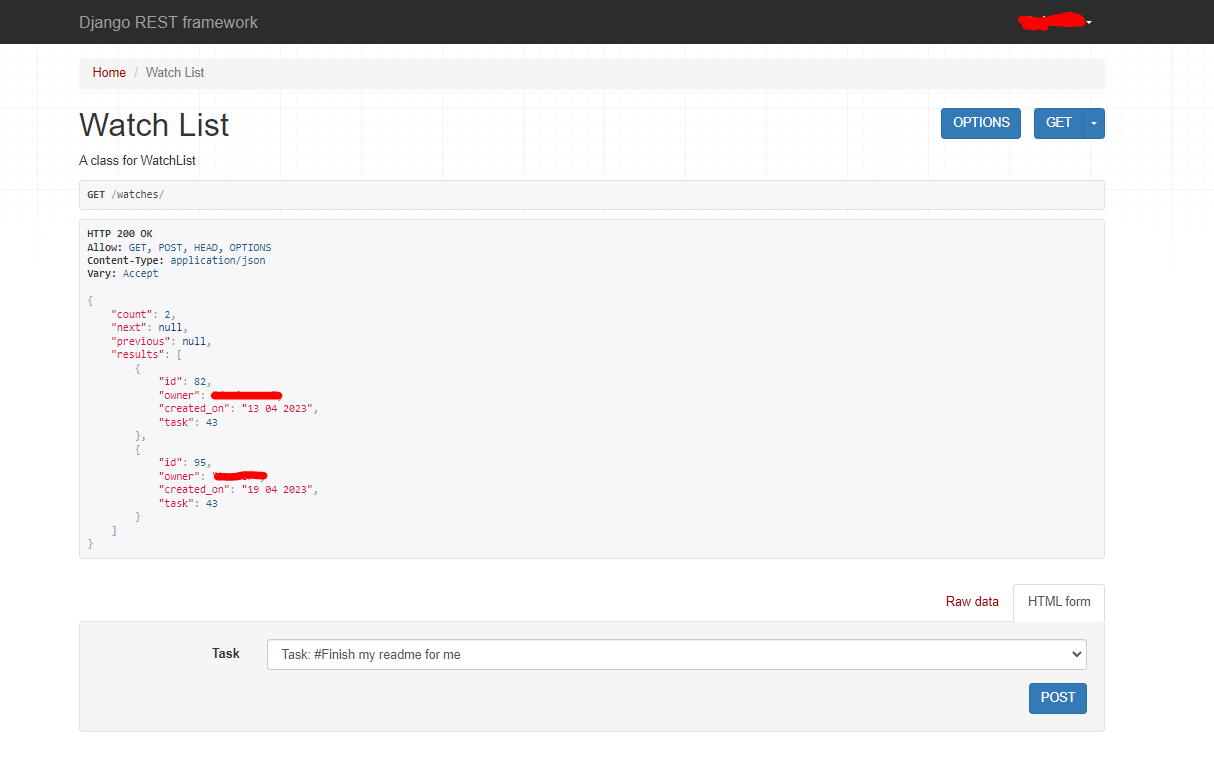 Django REST framework
Home / Watch List
Watch List
OPTIONS
GET
A class for WatchList
GET /watches/
HTTP 200 OK
Allow: GET, POST, HEAD, OPTIONS
Content-Type: application/json
Vary: Accept
{
"count": 2,
"next": null,
"previous": null,
"results": [
{
"id": 82,
"owner":
"created_on": "13 04 2023",
"task": 43
},
{
"id": 95,
"owner":
"created_on": "19 04 2023",
"task": 43
}
]
}
Raw data
HTML form
Task
Task: #Finish my readme for me
POST